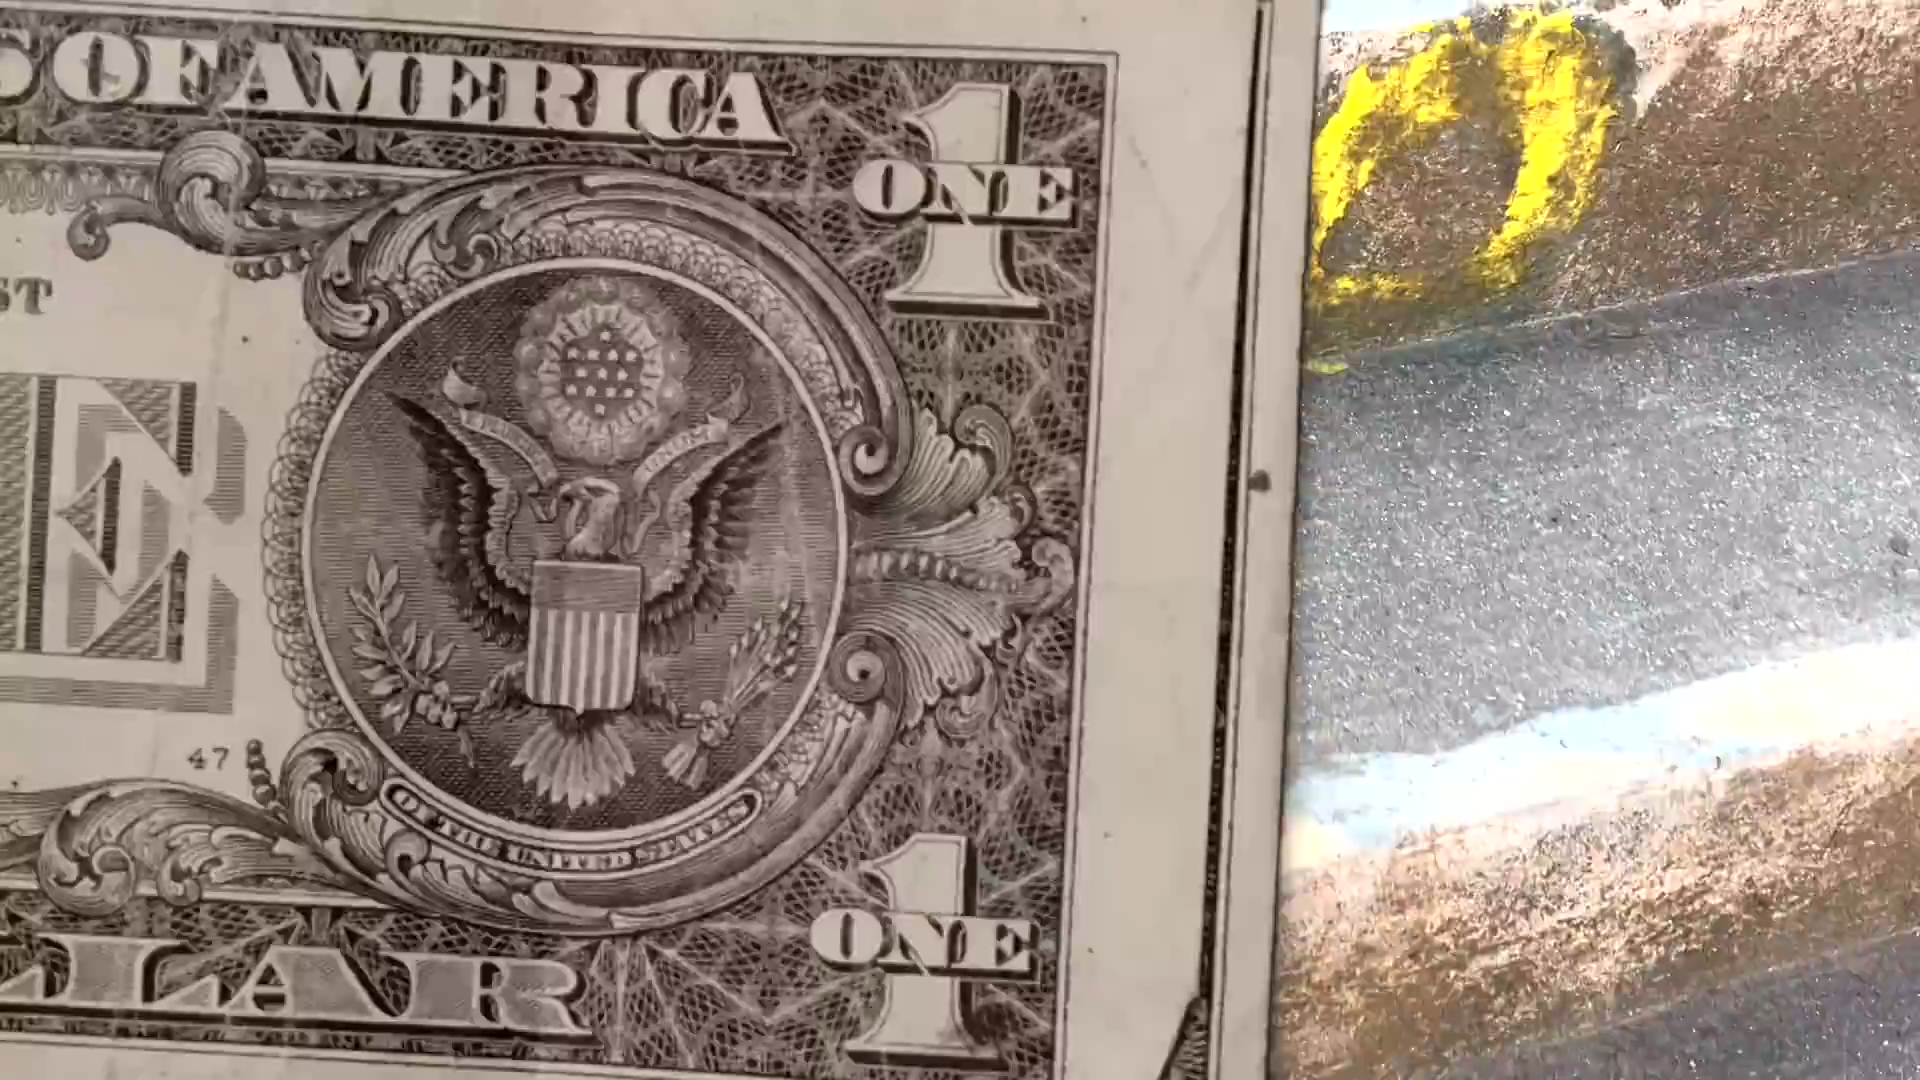 S OF AMERICA
1
ONE
ST
E
47
OF THE UNITED STATES
LLAR
1
ONE